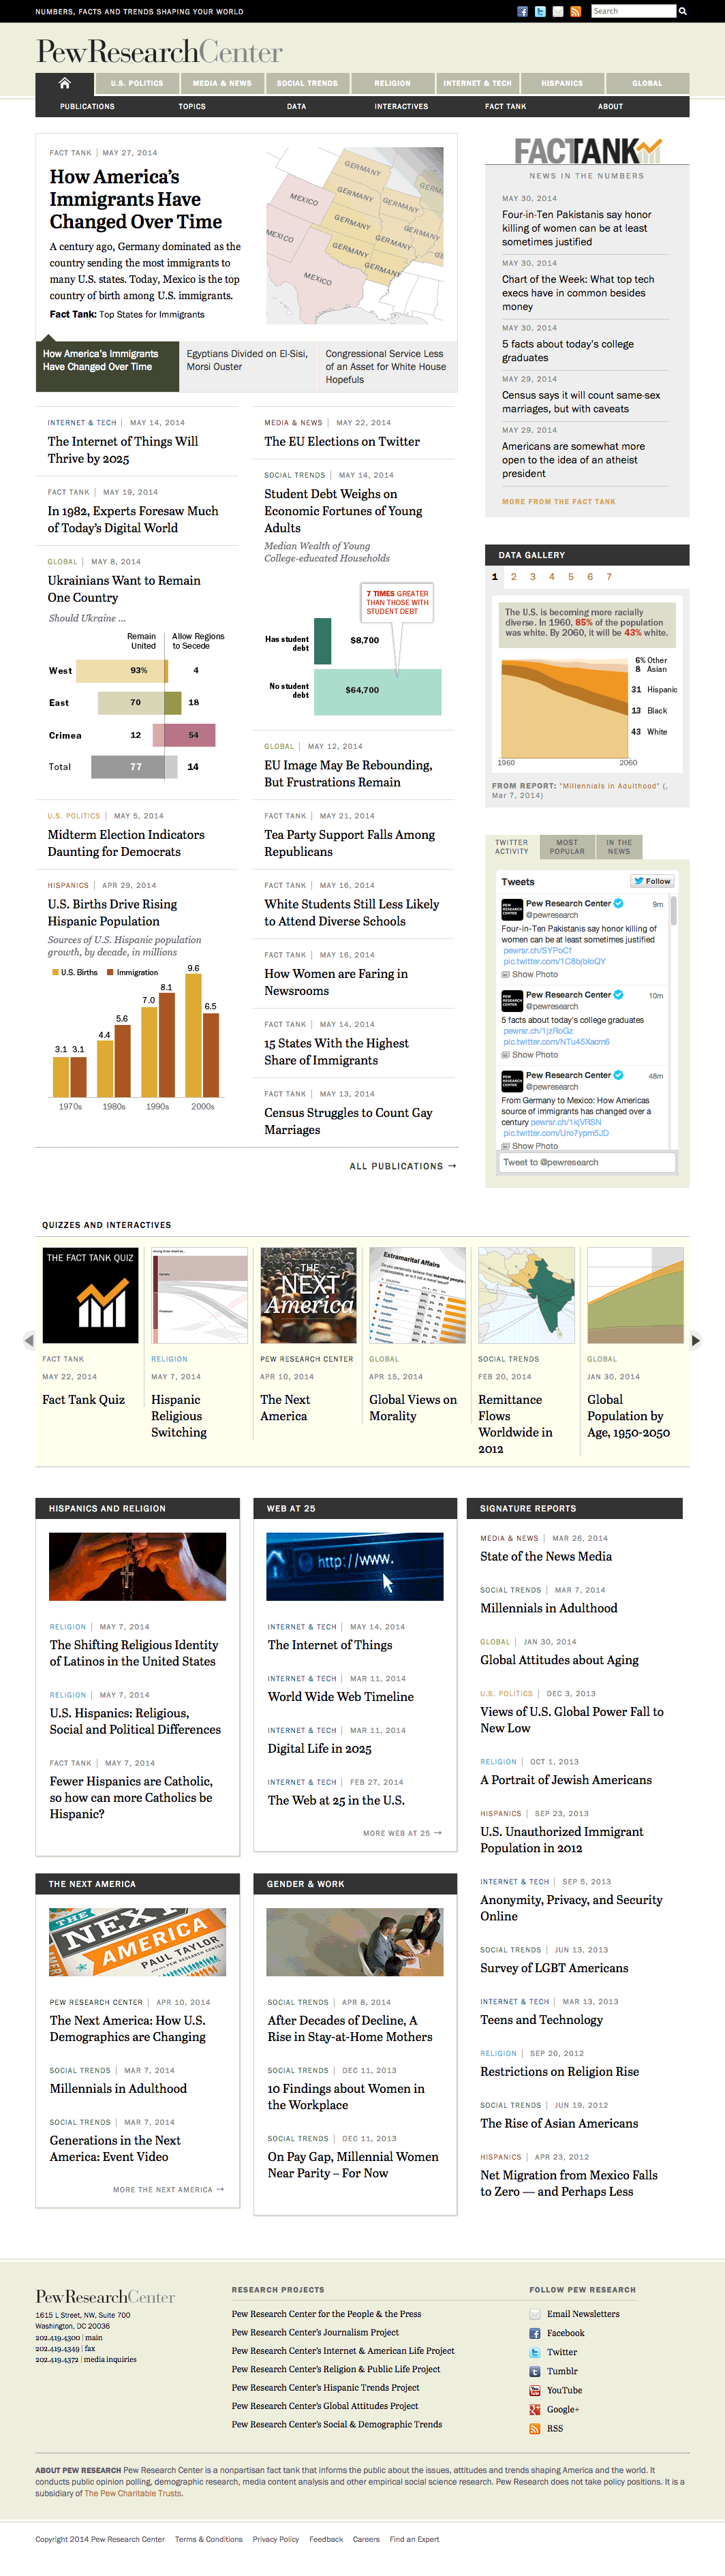 NUMBERS, FACTS AND TRENDS SHAPING YOUR WORLD
Search
PewResearchCenter
U.S. POLITICS
MEDIA & NEWS
SOCIAL TRENDS
RELIGION
INTERNET & TECH
HISPANICS
GLOBAL
PUBLICATIONS
TOPICS
DATA
INTERACTIVES
FACT TANK
ABOUT
FACT TANK | MAY 27, 2014
How America's
Immigrants Have
Changed Over Time
A century ago, Germany dominated as the
country sending the most immigrants to
many U.S. states. Today, Mexico is the top
country of birth among U.S. immigrants.
Fact Tank: Top States for Immigrants
GERMANY
MEXICO
GERMANY
GERMANY
GERMANY
MEXICO
GERMANY
GERMANY
MEXICO
How America's Immigrants
Have Changed Over Time
Egyptians Divided on El-Sisi,
Morsi Ouster
Congressional Service Less
of an Asset for White House
Hopefuls
INTERNET & TECH | MAY 14, 2014
The Internet of Things Will
Thrive by 2025
FACT TANK | MAY 19, 2014
In 1982, Experts Foresaw Much
of Today's Digital World
GLOBAL | MAY 8, 2014
Ukrainians Want to Remain
One Country
Should Ukraine ...
Remain
United
Allow Regions
to Secede
West 93% 4
East 70 18
Crimea 12 54
Total 77 14
U.S. POLITICS | MAY 5, 2014
Midterm Election Indicators
Daunting for Democrats
HISPANICS | APR 29, 2014
U.S. Births Drive Rising
Hispanic Population
Sources of U.S. Hispanic population
growth, by decade, in millions
U.S. Births Immigration
3.1 3.1 4.4 5.6 7.0 8.1 9.6 6.5
1970s 1980s 1990s 2000s
MEDIA & NEWS | MAY 22, 2014
The EU Elections on Twitter
SOCIAL TRENDS | MAY 14, 2014
Student Debt Weighs on
Economic Fortunes of Young
Adults
Median Wealth of Young
College-educated Households
7 TIMES GREATER
THAN THOSE WITH
STUDENT DEBT
Has student
debt
$8,700
No student
debt
$64,700
GLOBAL | MAY 12, 2014
EU Image May Be Rebounding,
But Frustrations Remain
FACT TANK | MAY 21, 2014
Tea Party Support Falls Among
Republicans
FACT TANK | MAY 16, 2014
White Students Still Less Likely
to Attend Diverse Schools
FACT TANK | MAY 16, 2014
How Women are Faring in
Newsrooms
FACT TANK | MAY 14, 2014
15 States With the Highest
Share of Immigrants
FACT TANK | MAY 13, 2014
Census Struggles to Count Gay
Marriages
ALL PUBLICATIONS →
FACTANK
NEWS IN THE NUMBERS
MAY 30, 2014
Four-in-Ten Pakistanis say honor
killing of women can be at least
sometimes justified
MAY 30, 2014
Chart of the Week: What top tech
execs have in common besides
money
MAY 30, 2014
5 facts about today's college
graduates
MAY 29, 2014
Census says it will count same-sex
marriages, but with caveats
MAY 29, 2014
Americans are somewhat more
open to the idea of an atheist
president
MORE FROM THE FACT TANK
DATA GALLERY
1 2 3 4 5 6 7
The U.S. is becoming more racially
diverse. In 1960, 85% of the population
was white. By 2060, it will be 43% white.
6% Other
8 Asian
31 Hispanic
13 Black
43 White
1960 2060
FROM REPORT: "Millennials in Adulthood" (,
Mar 7, 2014)
TWITTER
ACTIVITY
MOST
POPULAR
IN THE
NEWS
Tweets
Follow
PEW RESEARCH CENTER
Pew Research Center 9m
@pewresearch
Four-in-Ten Pakistanis say honor killing of
women can be at least sometimes justified
pewrsr.ch/SYPoCf
pic.twitter.com/1C8bjbIoQY
Show Photo
PEW RESEARCH CENTER
Pew Research Center 10m
@pewresearch
5 facts about today's college graduates
pewrsr.ch/1jzRoGz
pic.twitter.com/NTu45Xacm6
Show Photo
PEW RESEARCH CENTER
Pew Research Center 48m
@pewresearch
From Germany to Mexico: How Americas
source of immigrants has changed over a
century pewrsr.ch/1kjVRSN
pic.twitter.com/Uro7ypm5JD
Show Photo
Tweet to @pewresearch
QUIZZES AND INTERACTIVES
THE FACT TANK QUIZ
FACT TANK
MAY 22, 2014
Fact Tank Quiz
RELIGION
MAY 7, 2014
Hispanic
Religious
Switching
THE
NEXT
America
PEW RESEARCH CENTER
APR 10, 2014
The Next
America
Extramarital Affairs
GLOBAL
APR 15, 2014
Global Views on
Morality
SOCIAL TRENDS
FEB 20, 2014
Remittance
Flows
Worldwide in
2012
GLOBAL
JAN 30, 2014
Global
Population by
Age, 1950-2050
HISPANICS AND RELIGION
RELIGION | MAY 7, 2014
The Shifting Religious Identity
of Latinos in the United States
RELIGION | MAY 7, 2014
U.S. Hispanics: Religious,
Social and Political Differences
FACT TANK | MAY 7, 2014
Fewer Hispanics are Catholic,
so how can more Catholics be
Hispanic?
WEB AT 25
http://www.
INTERNET & TECH | MAY 14, 2014
The Internet of Things
INTERNET & TECH | MAR 11, 2014
World Wide Web Timeline
INTERNET & TECH | MAR 11, 2014
Digital Life in 2025
INTERNET & TECH | FEB 27, 2014
The Web at 25 in the U.S.
MORE WEB AT 25 →
THE NEXT AMERICA
THE
NEXT
AMERICA
PAUL TAYLOR
PEW RESEARCH CENTER | APR 10, 2014
The Next America: How U.S.
Demographics are Changing
SOCIAL TRENDS | MAR 7, 2014
Millennials in Adulthood
SOCIAL TRENDS | MAR 7, 2014
Generations in the Next
America: Event Video
MORE THE NEXT AMERICA →
GENDER & WORK
SOCIAL TRENDS | APR 8, 2014
After Decades of Decline, A
Rise in Stay-at-Home Mothers
SOCIAL TRENDS | DEC 11, 2013
10 Findings about Women in
the Workplace
SOCIAL TRENDS | DEC 11, 2013
On Pay Gap, Millennial Women
Near Parity – For Now
SIGNATURE REPORTS
MEDIA & NEWS | MAR 26, 2014
State of the News Media
SOCIAL TRENDS | MAR 7, 2014
Millennials in Adulthood
GLOBAL | JAN 30, 2014
Global Attitudes about Aging
U.S. POLITICS | DEC 3, 2013
Views of U.S. Global Power Fall to
New Low
RELIGION | OCT 1, 2013
A Portrait of Jewish Americans
HISPANICS | SEP 23, 2013
U.S. Unauthorized Immigrant
Population in 2012
INTERNET & TECH | SEP 5, 2013
Anonymity, Privacy, and Security
Online
SOCIAL TRENDS | JUN 13, 2013
Survey of LGBT Americans
INTERNET & TECH | MAR 13, 2013
Teens and Technology
RELIGION | SEP 20, 2012
Restrictions on Religion Rise
SOCIAL TRENDS | JUN 19, 2012
The Rise of Asian Americans
HISPANICS | APR 23, 2012
Net Migration from Mexico Falls
to Zero — and Perhaps Less
PewResearchCenter
1615 L Street, NW, Suite 700
Washington, DC 20036
202.419.4300 | main
202.419.4349 | fax
202.419.4372 | media inquiries
RESEARCH PROJECTS
Pew Research Center for the People & the Press
Pew Research Center's Journalism Project
Pew Research Center's Internet & American Life Project
Pew Research Center's Religion & Public Life Project
Pew Research Center's Hispanic Trends Project
Pew Research Center's Global Attitudes Project
Pew Research Center's Social & Demographic Trends
FOLLOW PEW RESEARCH
Email Newsletters
Facebook
Twitter
Tumblr
YouTube
Google+
RSS
ABOUT PEW RESEARCH Pew Research Center is a nonpartisan fact tank that informs the public about the issues, attitudes and trends shaping America and the world. It
conducts public opinion polling, demographic research, media content analysis and other empirical social science research. Pew Research does not take policy positions. It is a
subsidiary of The Pew Charitable Trusts.
Copyright 2014 Pew Research Center Terms & Conditions Privacy Policy Feedback Careers Find an Expert